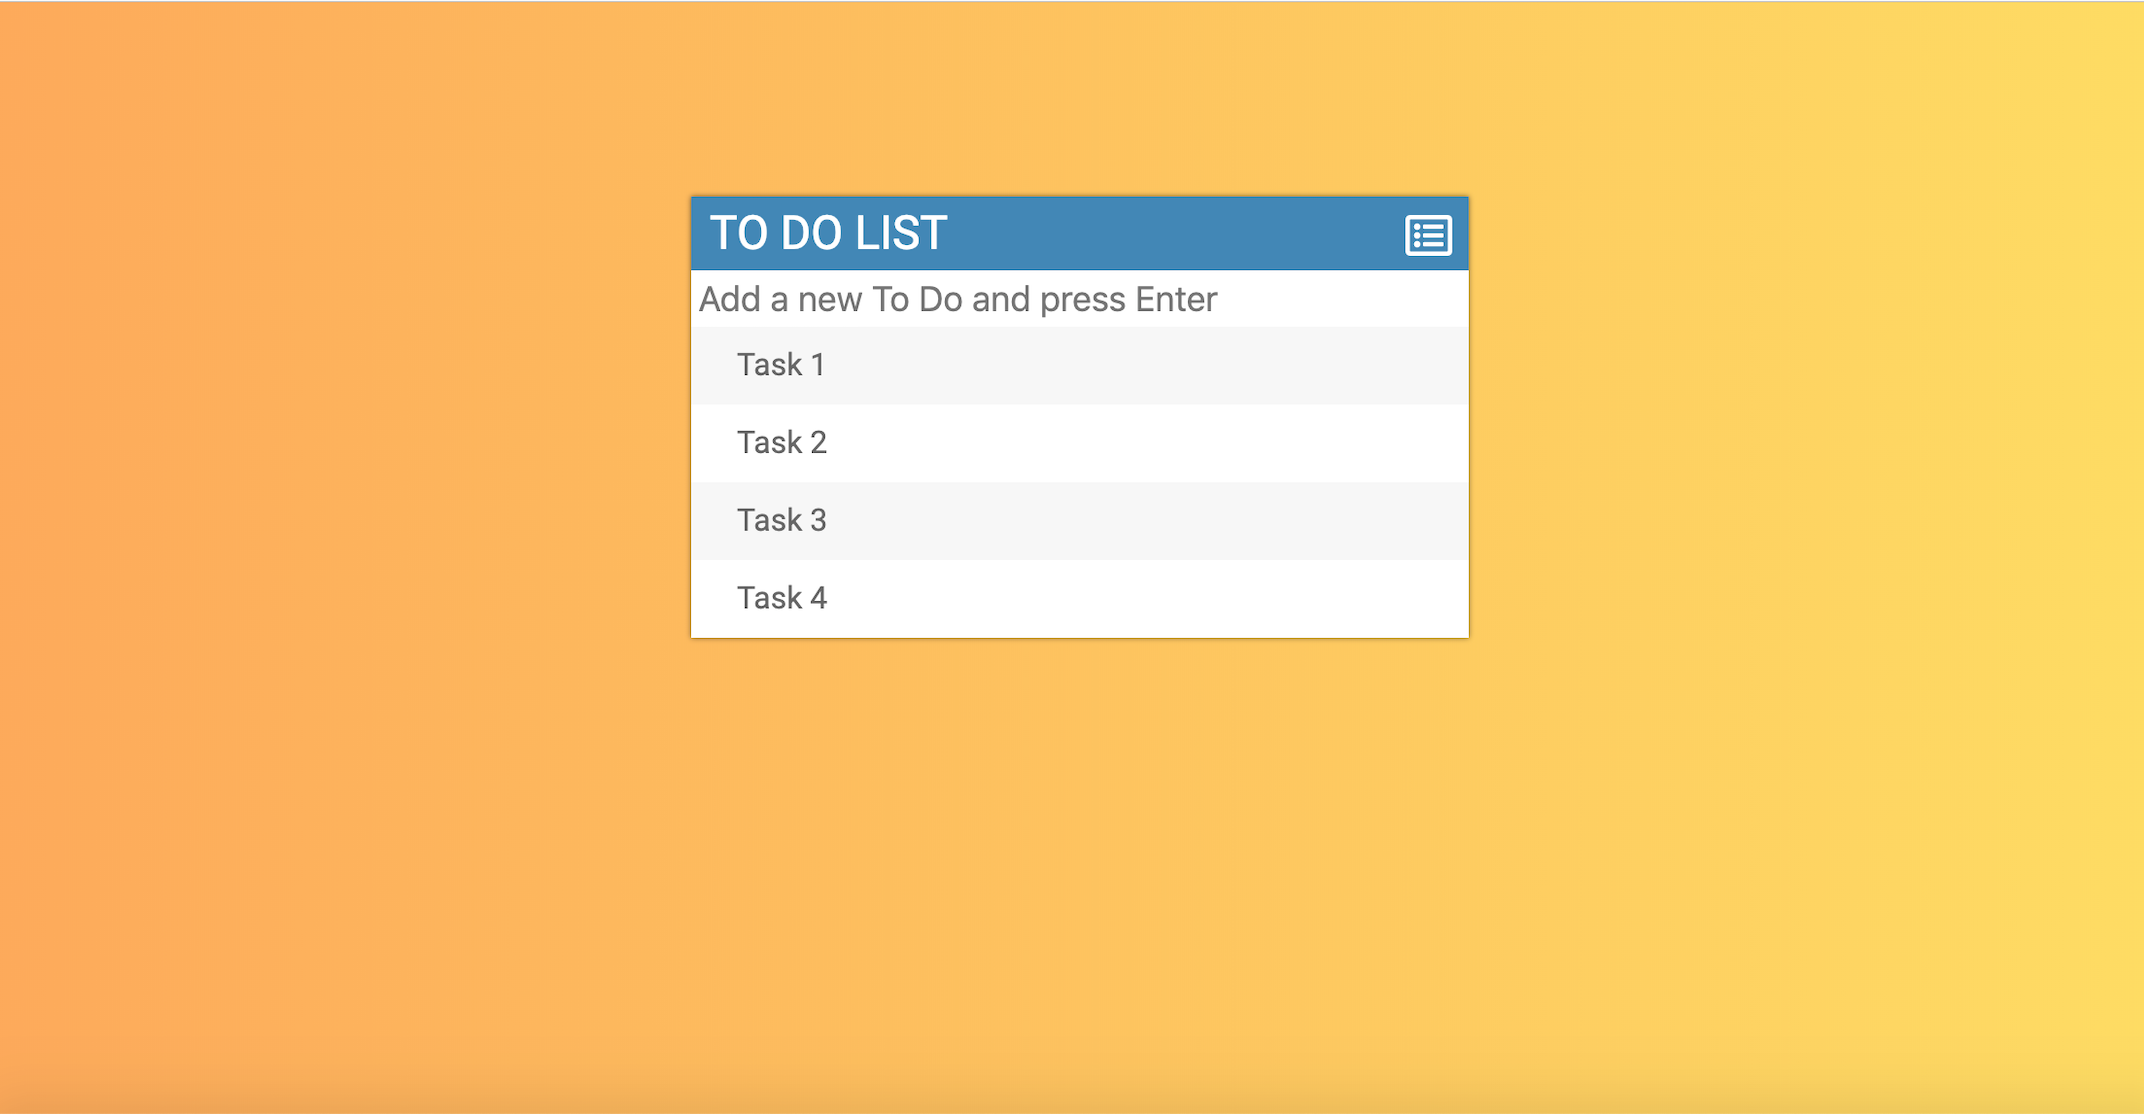 TO DO LIST
Add a new To Do and press Enter
Task 1
Task 2
Task 3
Task 4